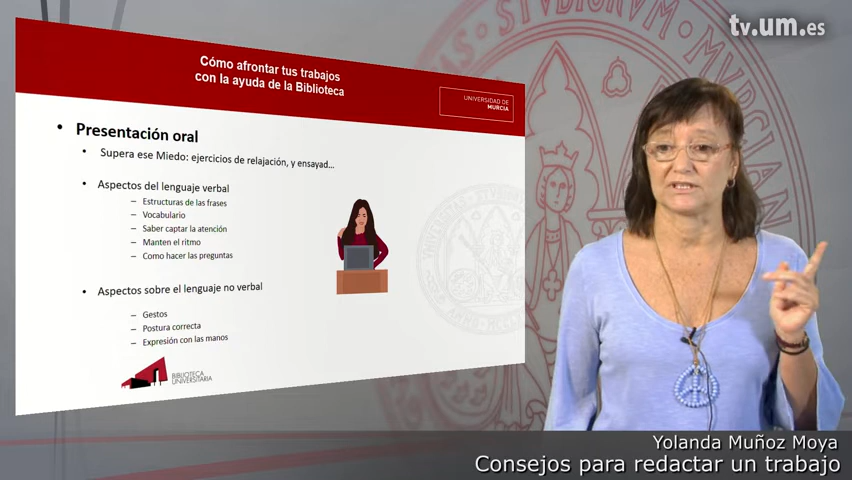 tv.um.es
Cómo afrontar tus trabajos
con la ayuda de la Biblioteca
UNIVERSIDAD DE
MURCIA
• Presentación oral
• Supera ese Miedo: ejercicios de relajación, y ensayad...
• Aspectos del lenguaje verbal
– Estructuras de las frases
– Vocabulario
– Saber captar la atención
– Manten el ritmo
– Como hacer las preguntas
• Aspectos sobre el lenguaje no verbal
– Gestos
– Postura correcta
– Expresión con las manos
BIBLIOTECA
UNIVERSITARIA
Yolanda Muñoz Moya
Consejos para redactar un trabajo